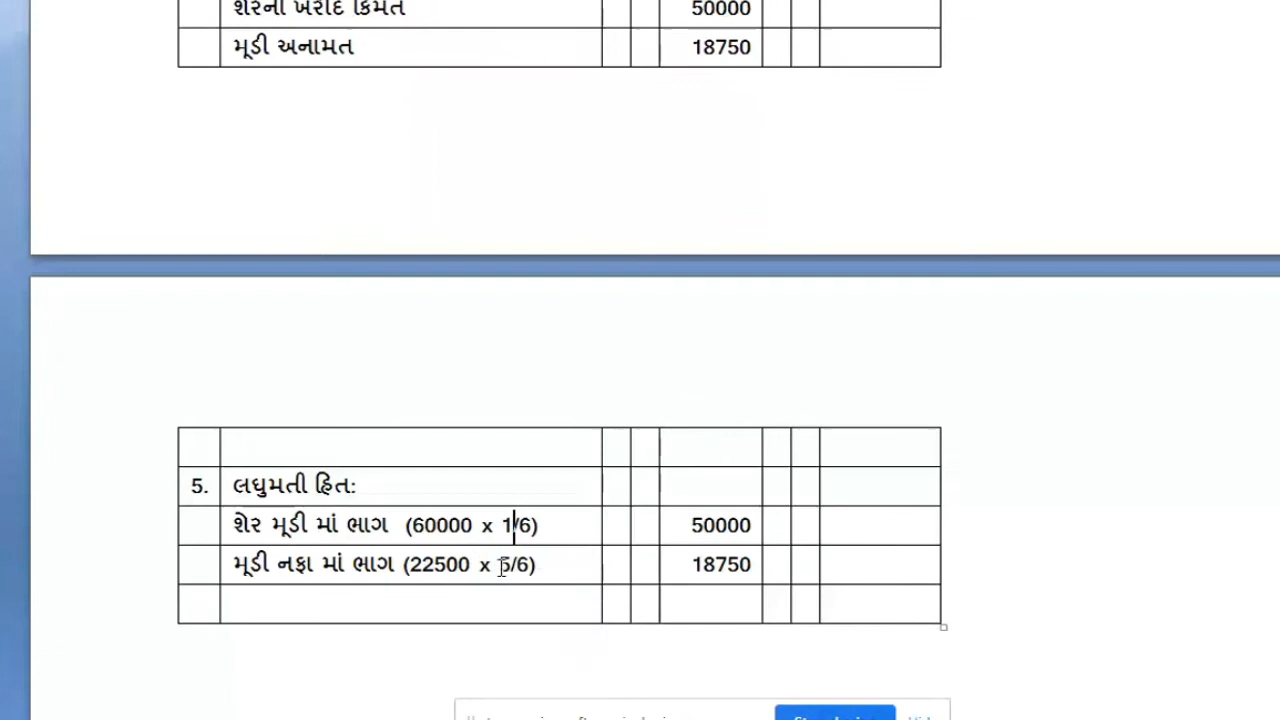 શેરની ખરીદ કિંમત 50000
મૂડી અનામત 18750
5. લઘુમતી હિત:
શેર મૂડી માં ભાગ (60000 x 1/6) 50000
મૂડી નફા માં ભાગ (22500 x 5/6) 18750